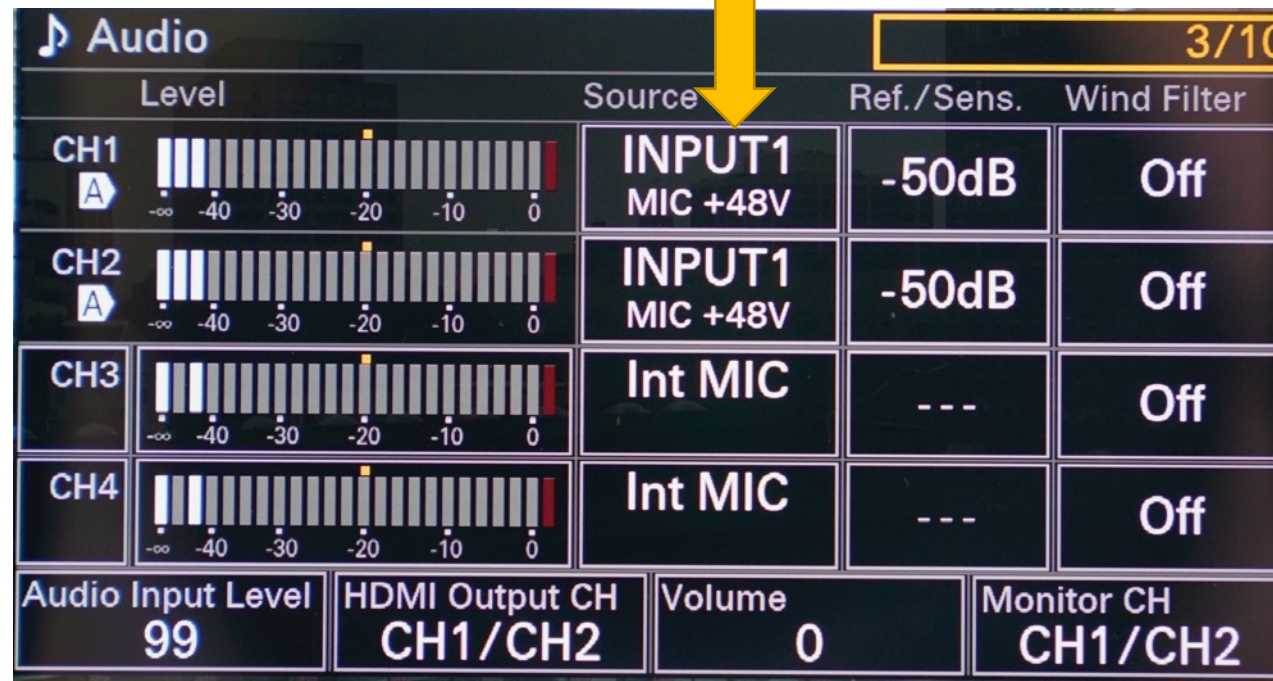 ♪ Audio 3/10
Level Source Ref./Sens. Wind Filter
CH1 INPUT1 -50dB Off
A MIC +48V
-∞ -40 -30 -20 -10 0
CH2 INPUT1 -50dB Off
A MIC +48V
-∞ -40 -30 -20 -10 0
CH3 Int MIC --- Off
-∞ -40 -30 -20 -10 0
CH4 Int MIC --- Off
-∞ -40 -30 -20 -10 0
Audio Input Level HDMI Output CH Volume Monitor CH
99 CH1/CH2 0 CH1/CH2